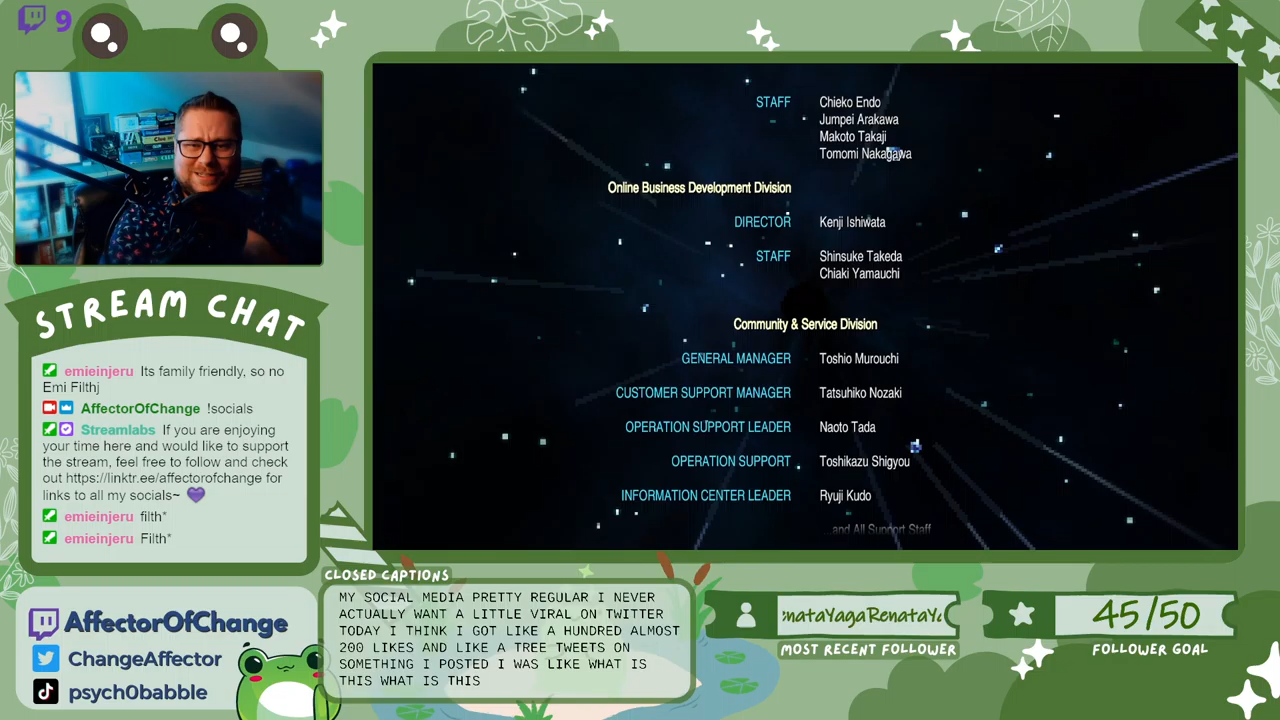 9
STAFF Chieko Endo
Jumpei Arakawa
Makoto Takaji
Tomomi Nakagawa
Online Business Development Division
DIRECTOR Kenji Ishiwata
STAFF Shinsuke Takeda
Chiaki Yamauchi
Community & Service Division
GENERAL MANAGER Toshio Murouchi
CUSTOMER SUPPORT MANAGER Tatsuhiko Nozaki
OPERATION SUPPORT LEADER Naoto Tada
OPERATION SUPPORT Toshikazu Shigyou
INFORMATION CENTER LEADER Ryuji Kudo
...and All Support Staff
STREAM CHAT
emieinjeru Its family friendly, so no
Emi Filthj
AffectorOfChange !socials
Streamlabs If you are enjoying
your time here and would like to support
the stream, feel free to follow and check
out https://linktr.ee/affectorofchange for
links to all my socials~
emieinjeru filth*
emieinjeru Filth*
AffectorOfChange
ChangeAffector
psych0babble
CLOSED CAPTIONS
MY SOCIAL MEDIA PRETTY REGULAR I NEVER
ACTUALLY WANT A LITTLE VIRAL ON TWITTER
TODAY I THINK I GOT LIKE A HUNDRED ALMOST
200 LIKES AND LIKE A TREE TWEETS ON
SOMETHING I POSTED I WAS LIKE WHAT IS
THIS WHAT IS THIS
nataYagaRenataYa
MOST RECENT FOLLOWER
45/50
FOLLOWER GOAL